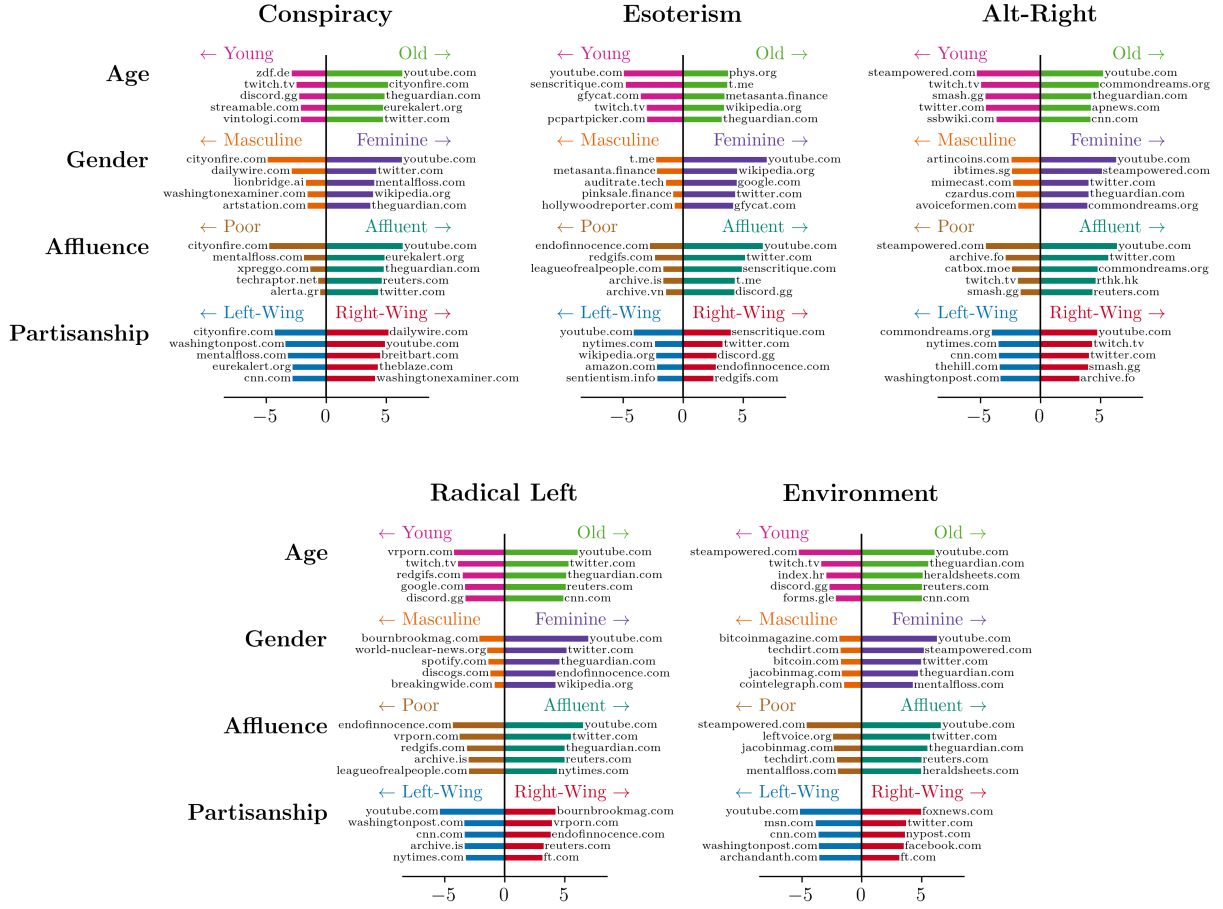 Conspiracy
Esoterism
Alt-Right
← Young Old →
← Young Old →
← Young Old →
Age
zdf.de youtube.com
youtube.com phys.org
steampowered.com youtube.com
twitch.tv cityonfire.com
senscritique.com t.me
twitch.tv commondreams.org
discord.gg theguardian.com
gfycat.com metasanta.finance
smash.gg theguardian.com
streamable.com eurekalert.org
twitch.tv wikipedia.org
twitter.com apnews.com
vintologi.com twitter.com
pcpartpicker.com theguardian.com
ssbwiki.com cnn.com
← Masculine Feminine →
← Masculine Feminine →
← Masculine Feminine →
Gender
cityonfire.com youtube.com
t.me youtube.com
artincoins.com youtube.com
dailywire.com twitter.com
metasanta.finance wikipedia.org
ibtimes.sg steampowered.com
lionbridge.ai mentalfloss.com
auditrate.tech google.com
mimecast.com twitter.com
washingtonexaminer.com wikipedia.org
pinksale.finance twitter.com
czardus.com theguardian.com
artstation.com theguardian.com
hollywoodreporter.com gfycat.com
avoiceformen.com commondreams.org
← Poor Affluent →
← Poor Affluent →
← Poor Affluent →
Affluence
cityonfire.com youtube.com
endofinnocence.com youtube.com
steampowered.com youtube.com
mentalfloss.com eurekalert.org
redgifs.com twitter.com
archive.fo twitter.com
xpreggo.com theguardian.com
leagueofrealpeople.com senscritique.com
catbox.moe commondreams.org
techraptor.net reuters.com
archive.is t.me
twitch.tv rthk.hk
alerta.gr twitter.com
archive.vn discord.gg
smash.gg reuters.com
← Left-Wing Right-Wing →
← Left-Wing Right-Wing →
← Left-Wing Right-Wing →
Partisanship
cityonfire.com dailywire.com
youtube.com senscritique.com
commondreams.org youtube.com
washingtonpost.com youtube.com
nytimes.com twitter.com
nytimes.com twitch.tv
mentalfloss.com breitbart.com
wikipedia.org discord.gg
cnn.com twitter.com
eurekalert.org theblaze.com
amazon.com endofinnocence.com
thehill.com smash.gg
cnn.com washingtonexaminer.com
sentientism.info redgifs.com
washingtonpost.com archive.fo
−5 0 5
−5 0 5
−5 0 5
Radical Left
Environment
← Young Old →
← Young Old →
Age
vrporn.com youtube.com
steampowered.com youtube.com
twitch.tv twitter.com
twitch.tv theguardian.com
redgifs.com theguardian.com
index.hr heraldsheets.com
google.com reuters.com
discord.gg reuters.com
discord.gg cnn.com
forms.gle cnn.com
← Masculine Feminine →
← Masculine Feminine →
Gender
bournbrookmag.com youtube.com
bitcoinmagazine.com youtube.com
world-nuclear-news.org twitter.com
techdirt.com steampowered.com
spotify.com theguardian.com
bitcoin.com twitter.com
discogs.com endofinnocence.com
jacobinmag.com theguardian.com
breakingwide.com wikipedia.org
cointelegraph.com mentalfloss.com
← Poor Affluent →
← Poor Affluent →
Affluence
endofinnocence.com youtube.com
steampowered.com youtube.com
vrporn.com twitter.com
leftvoice.org twitter.com
redgifs.com theguardian.com
jacobinmag.com theguardian.com
archive.is reuters.com
techdirt.com reuters.com
leagueofrealpeople.com nytimes.com
mentalfloss.com heraldsheets.com
← Left-Wing Right-Wing →
← Left-Wing Right-Wing →
Partisanship
youtube.com bournbrookmag.com
youtube.com foxnews.com
washingtonpost.com vrporn.com
msn.com twitter.com
cnn.com endofinnocence.com
cnn.com nypost.com
archive.is reuters.com
washingtonpost.com facebook.com
nytimes.com ft.com
archandanth.com ft.com
−5 0 5
−5 0 5